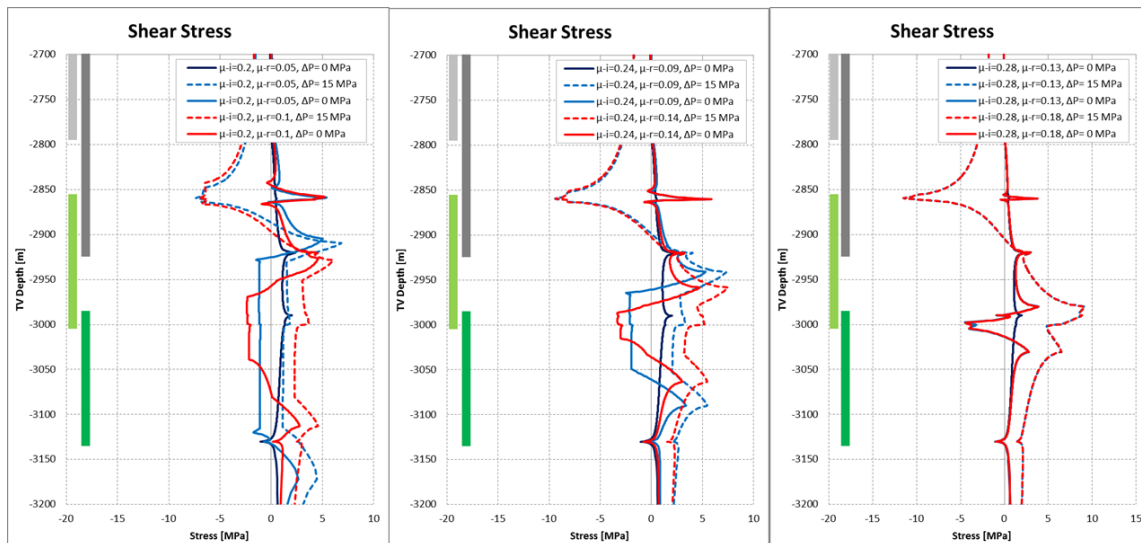 Shear Stress
-2700
-2750
-2800
-2850
-2900
-2950
-3000
-3050
-3100
-3150
-3200
TV Depth [m]
μ-i=0.2, μ-r=0.05, ΔP= 0 MPa
μ-i=0.2, μ-r=0.05, ΔP= 15 MPa
μ-i=0.2, μ-r=0.05, ΔP= 0 MPa
μ-i=0.2, μ-r=0.1, ΔP= 15 MPa
μ-i=0.2, μ-r=0.1, ΔP= 0 MPa
-20 -15 -10 -5 0 5 10
Stress [MPa]
Shear Stress
-2700
-2750
-2800
-2850
-2900
-2950
-3000
-3050
-3100
-3150
-3200
TV Depth [m]
μ-i=0.24, μ-r=0.09, ΔP= 0 MPa
μ-i=0.24, μ-r=0.09, ΔP= 15 MPa
μ-i=0.24, μ-r=0.09, ΔP= 0 MPa
μ-i=0.24, μ-r=0.14, ΔP= 15 MPa
μ-i=0.24, μ-r=0.14, ΔP= 0 MPa
-20 -15 -10 -5 0 5 10
Stress [MPa]
Shear Stress
-2700
-2750
-2800
-2850
-2900
-2950
-3000
-3050
-3100
-3150
-3200
TV Depth [m]
μ-i=0.28, μ-r=0.13, ΔP= 0 MPa
μ-i=0.28, μ-r=0.13, ΔP= 15 MPa
μ-i=0.28, μ-r=0.13, ΔP= 0 MPa
μ-i=0.28, μ-r=0.18, ΔP= 15 MPa
μ-i=0.28, μ-r=0.18, ΔP= 0 MPa
-20 -15 -10 -5 0 5 10 15
Stress [MPa]